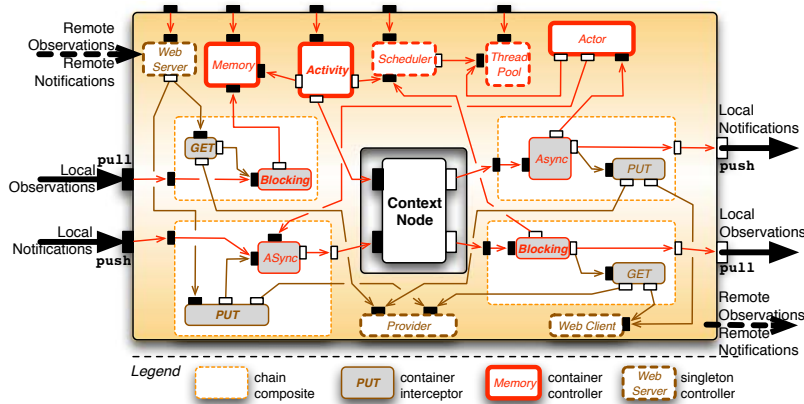 Remote
Observations
Remote
Notifications
Web
Server
Memory
Activity
Scheduler
Thread
Pool
Actor
GET
Blocking
pull
Local
Observations
Local
Notifications
push
ASync
PUT
Context
Node
Async
PUT
Local
Notifications
push
Blocking
GET
Local
Observations
pull
Provider
Web Client
Remote
Observations
Remote
Notifications
Legend
chain
composite
PUT
container
interceptor
Memory
container
controller
Web
Server
singleton
controller